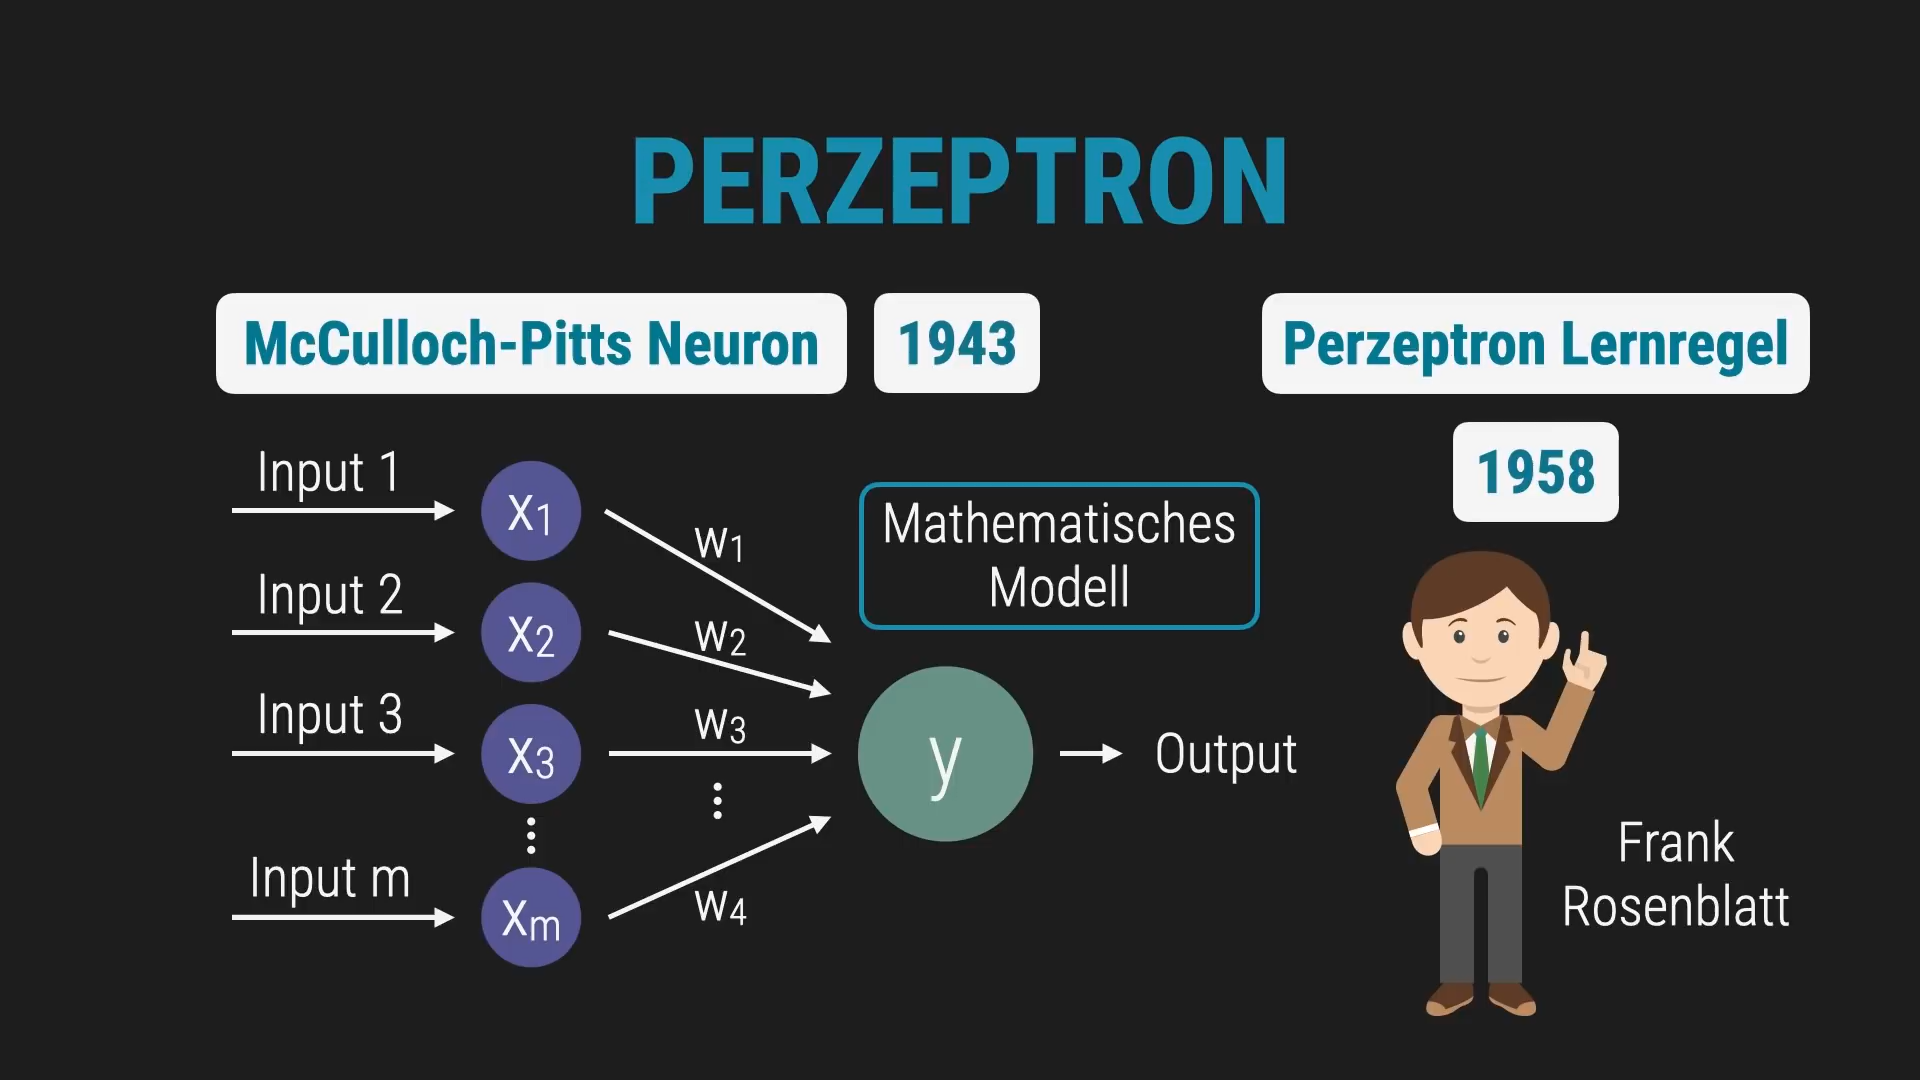 PERZEPTRON
McCulloch-Pitts Neuron
1943
Perzeptron Lernregel
1958
Input 1
x1
w1
Mathematisches
Modell
Input 2
x2
w2
Input 3
x3
w3
y
Output
Input m
xm
w4
Frank
Rosenblatt